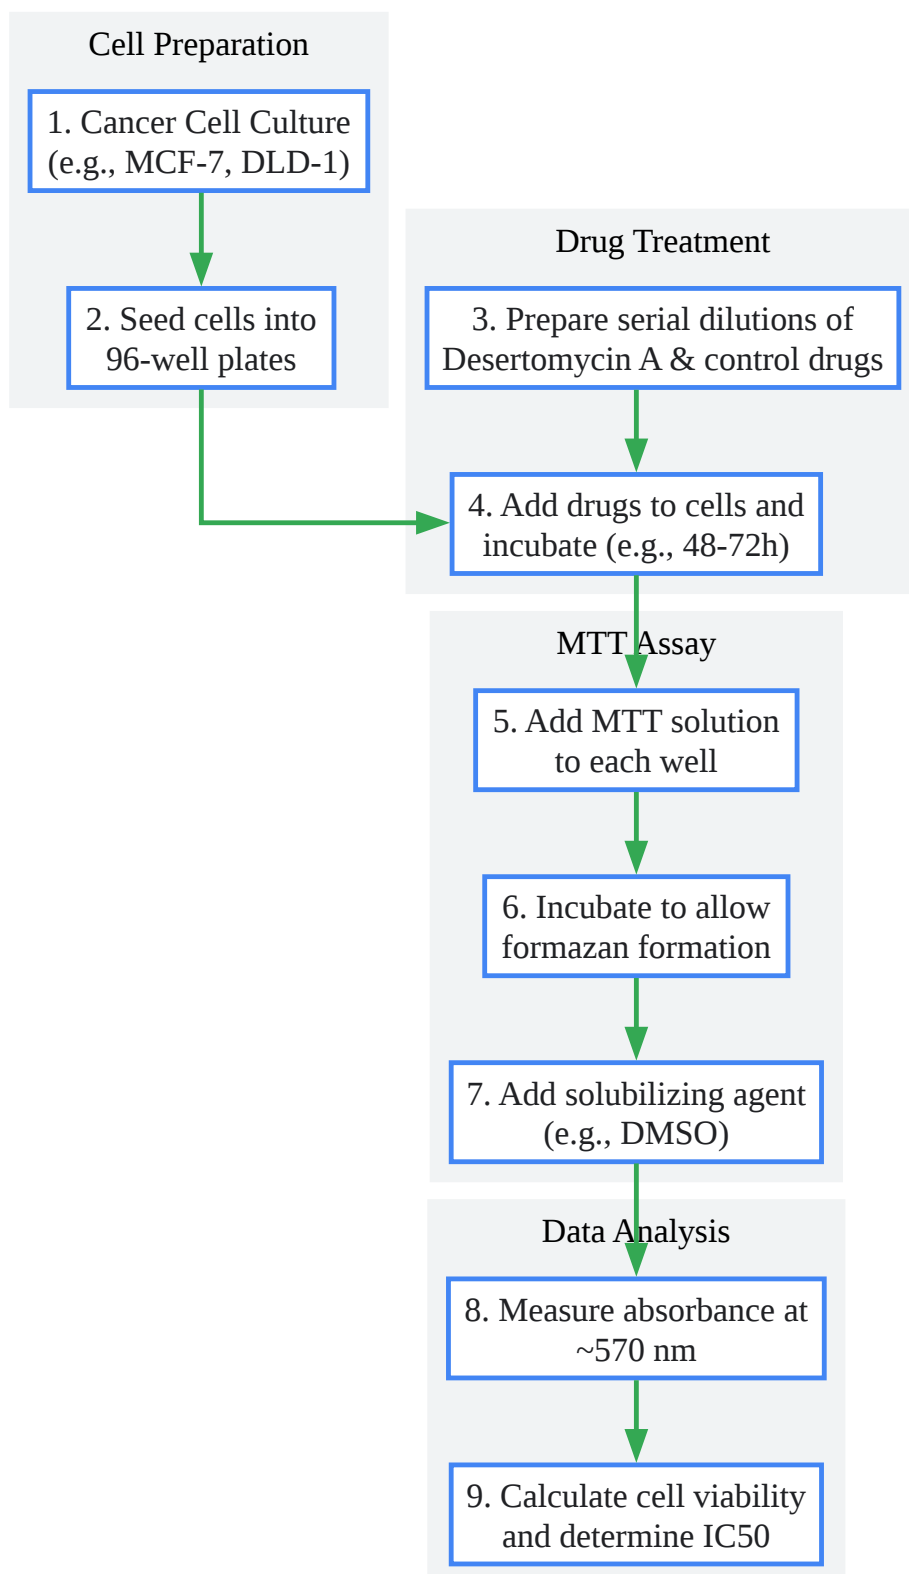 Cell Preparation
1. Cancer Cell Culture
(e.g., MCF-7, DLD-1)
2. Seed cells into
96-well plates
Drug Treatment
3. Prepare serial dilutions of
Desertomycin A & control drugs
4. Add drugs to cells and
incubate (e.g., 48-72h)
MTT Assay
5. Add MTT solution
to each well
6. Incubate to allow
formazan formation
7. Add solubilizing agent
(e.g., DMSO)
Data Analysis
8. Measure absorbance at
~570 nm
9. Calculate cell viability
and determine IC50